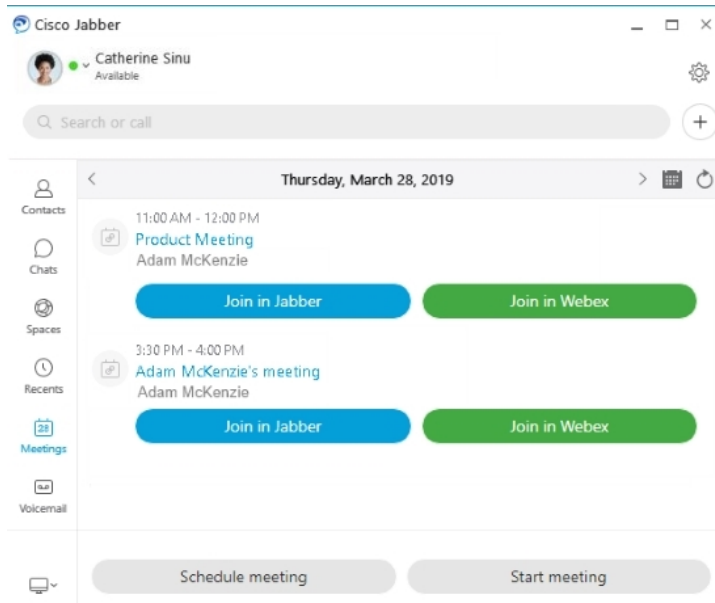 Cisco Jabber
Catherine Sinu
Available
Search or call
Contacts
Chats
Spaces
Recents
28
Meetings
Voicemail
Thursday, March 28, 2019
11:00 AM - 12:00 PM
Product Meeting
Adam McKenzie
Join in Jabber
Join in Webex
3:30 PM - 4:00 PM
Adam McKenzie's meeting
Adam McKenzie
Join in Jabber
Join in Webex
Schedule meeting
Start meeting